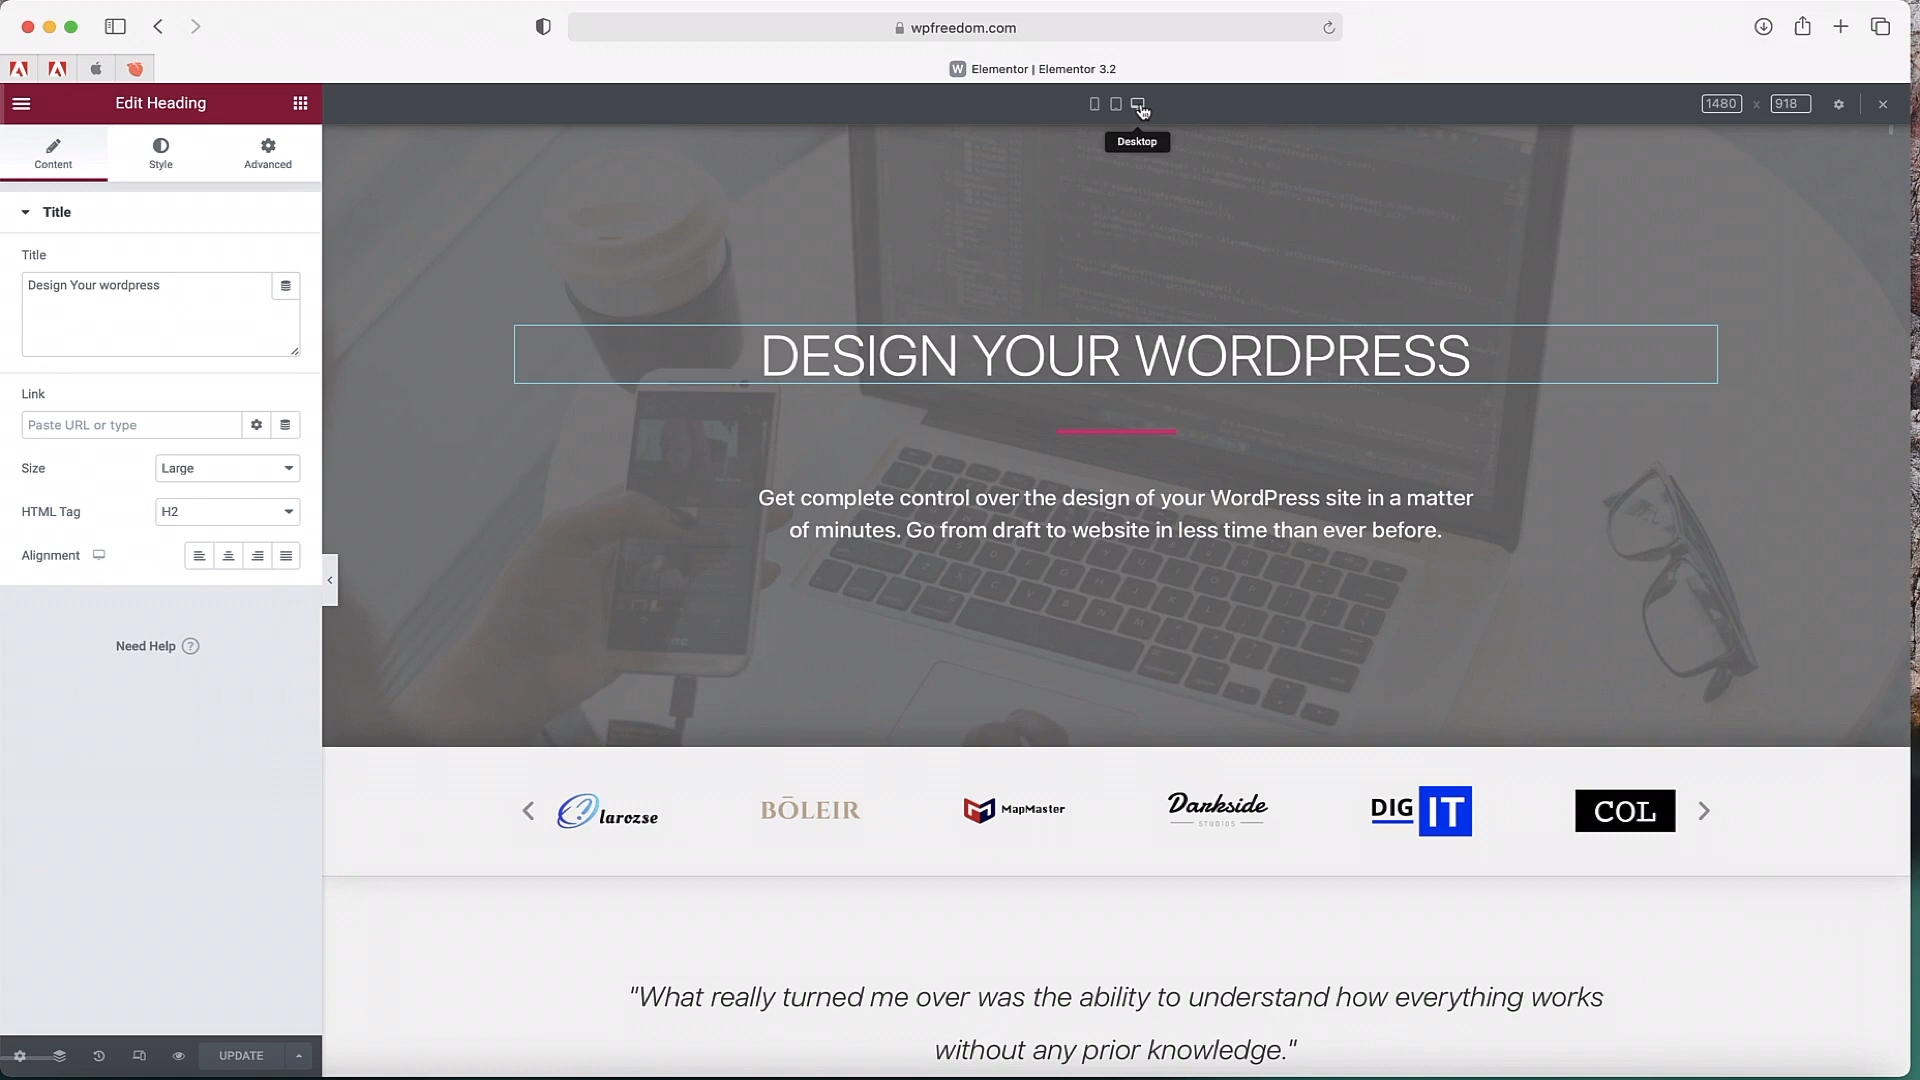 wpfreedom.com
W Elementor | Elementor 3.2
Edit Heading
1480 x 918
Desktop
Content
Style
Advanced
Title
Title
Design Your wordpress
Link
Paste URL or type
Size
Large
HTML Tag
H2
Alignment
Need Help ?
UPDATE
DESIGN YOUR WORDPRESS
Get complete control over the design of your WordPress site in a matter
of minutes. Go from draft to website in less time than ever before.
larozse
BŌLEIR
MapMaster
Darkside
STUDIOS
DIG IT
COL
"What really turned me over was the ability to understand how everything works
without any prior knowledge."